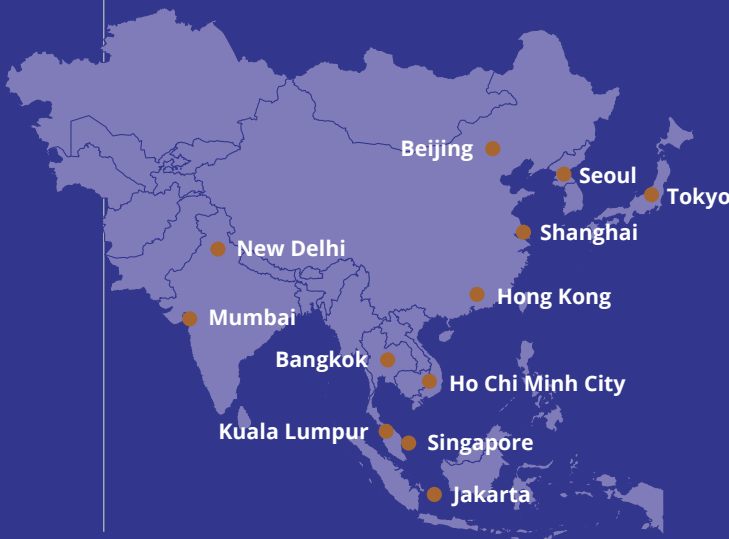 Beijing
Seoul
Tokyo
Shanghai
New Delhi
Hong Kong
Mumbai
Bangkok
Ho Chi Minh City
Kuala Lumpur
Singapore
Jakarta